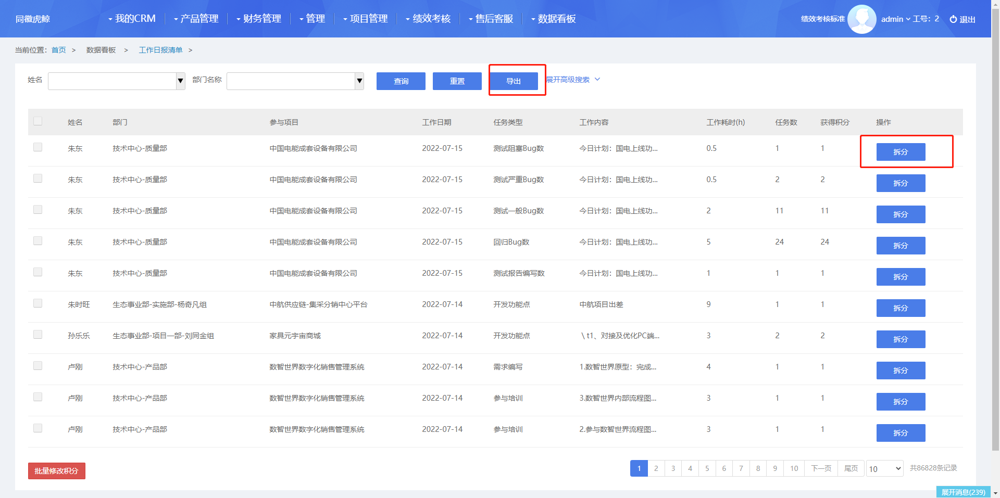 同徽虎鲸 我的CRM 产品管理 财务管理 管理 项目管理 绩效考核 售后客服 数据看板 绩效考核标准 admin 工号：2 退出
当前位置：首页 > 数据看板 > 工作日报清单 >
姓名 部门名称 查询 重置 导出 展开高级搜索
姓名 部门 参与项目 工作日期 任务类型 工作内容 工作耗时(h) 任务数 获得积分 操作
朱东 技术中心-质量部 中国电能成套设备有限公司 2022-07-15 测试阻塞Bug数 今日计划：国电上线功... 0.5 1 1 拆分
朱东 技术中心-质量部 中国电能成套设备有限公司 2022-07-15 测试严重Bug数 今日计划：国电上线功... 0.5 2 2 拆分
朱东 技术中心-质量部 中国电能成套设备有限公司 2022-07-15 测试一般Bug数 今日计划：国电上线功... 2 11 11 拆分
朱东 技术中心-质量部 中国电能成套设备有限公司 2022-07-15 回归Bug数 今日计划：国电上线功... 5 24 24 拆分
朱东 技术中心-质量部 中国电能成套设备有限公司 2022-07-15 测试报告编写数 今日计划：国电上线功... 1 1 1 拆分
朱时旺 生态事业部-实施部-杨奇凡组 中航供应链-集采分销中心平台 2022-07-14 开发功能点 中航项目出差 9 1 1 拆分
孙乐乐 生态事业部-项目一部-刘同金组 家具元宇宙商城 2022-07-14 开发功能点 \t1、对接及优化PC端... 3 2 2 拆分
卢刚 技术中心-产品部 数智世界数字化销售管理系统 2022-07-14 需求编写 1.数智世界原型：完成... 4 1 1 拆分
卢刚 技术中心-产品部 数智世界数字化销售管理系统 2022-07-14 参与培训 3.数智世界内部流程图... 3 1 1 拆分
卢刚 技术中心-产品部 数智世界数字化销售管理系统 2022-07-14 参与培训 2.参与数智世界流程图... 3 1 1 拆分
批量修改积分 1 2 3 4 5 6 7 8 9 10 下一页 尾页 10 共86828条记录
展开消息(239)